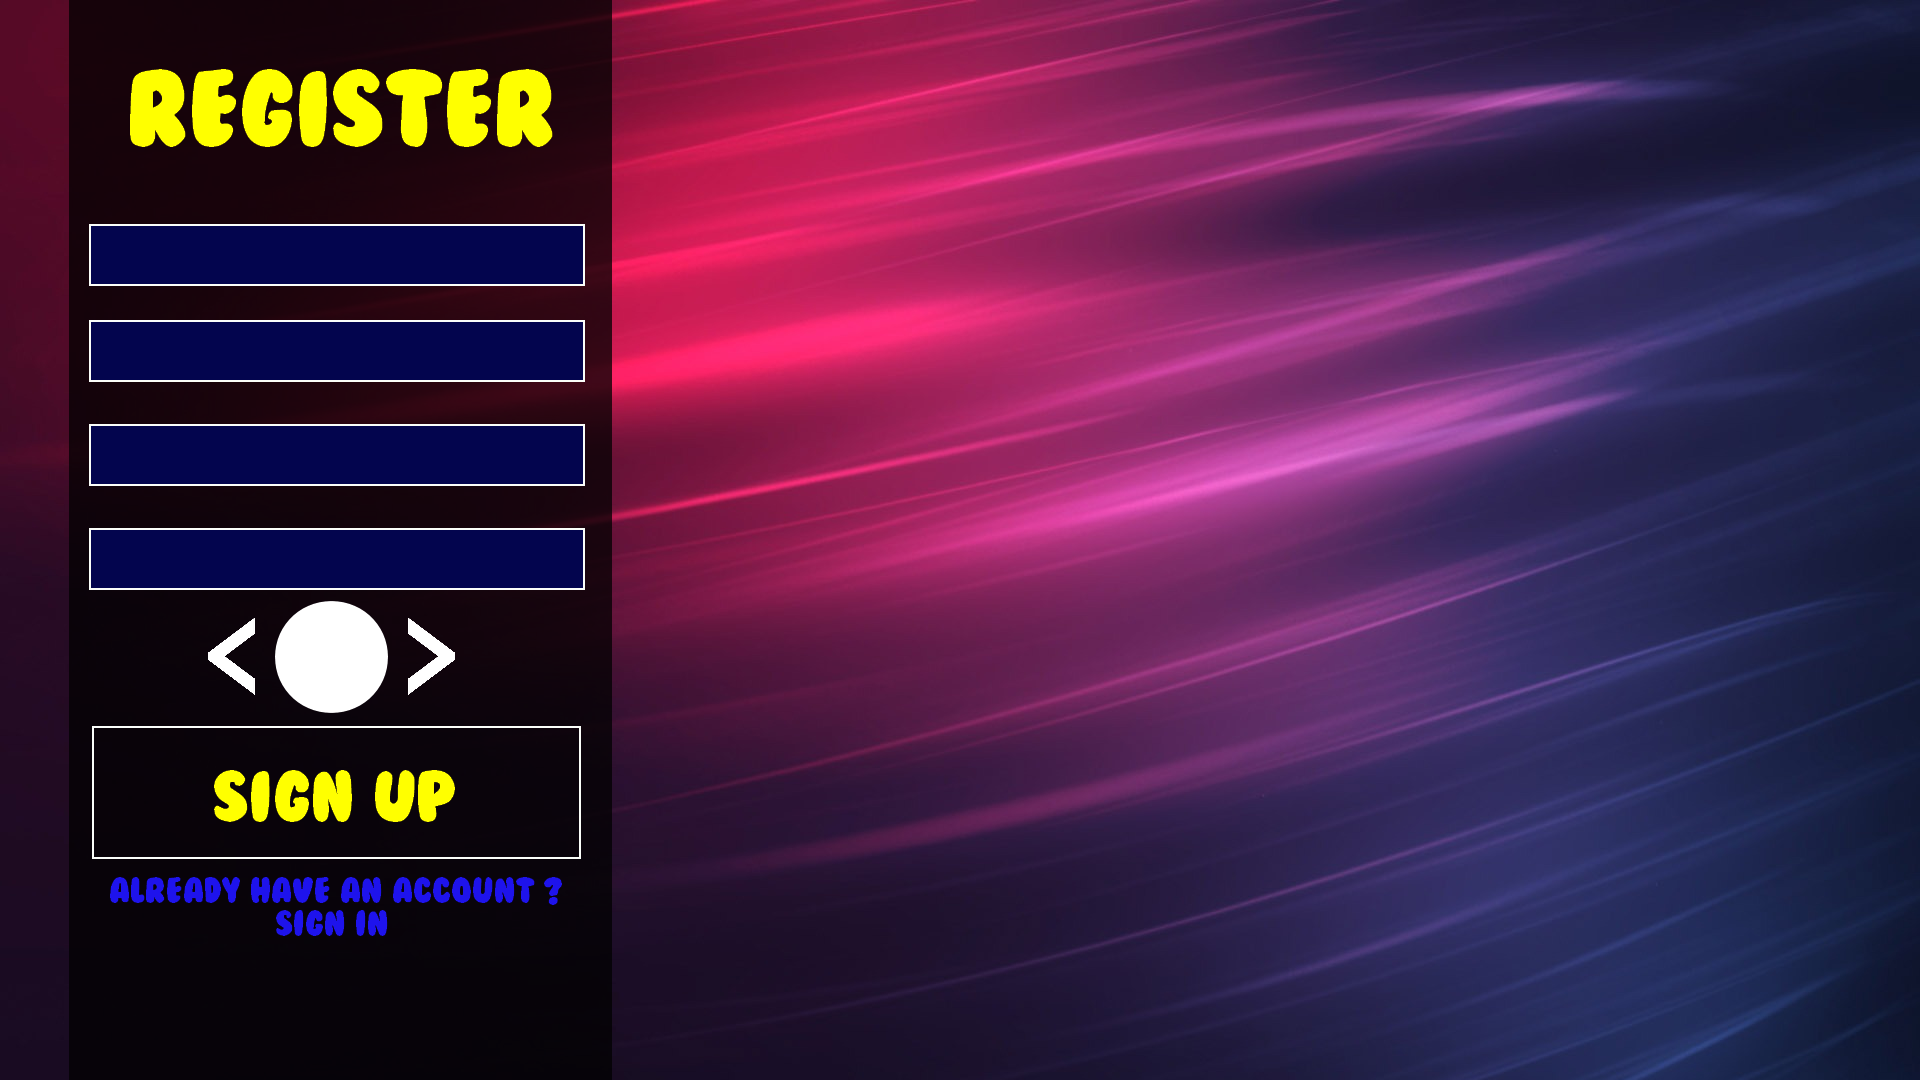 REGISTER
< >
SIGN UP
ALREADY HAVE AN ACCOUNT ?
SIGN IN